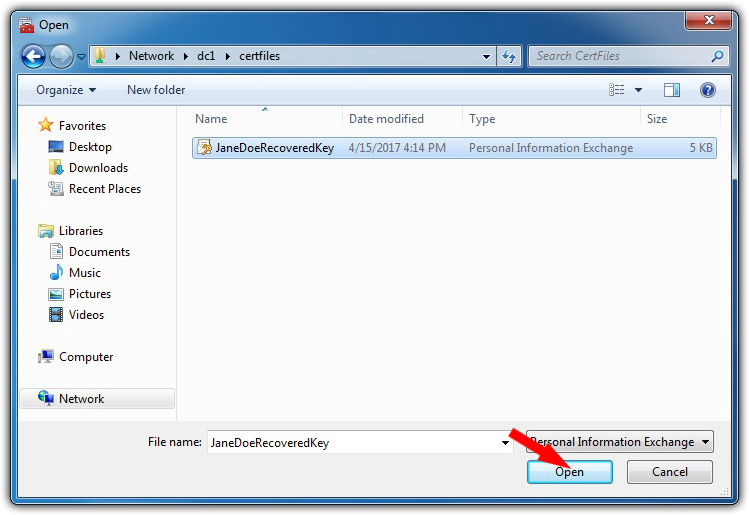 Open
Network dc1 certfiles
Search CertFiles
Organize New folder
Name Date modified Type Size
JaneDoeRecoveredKey 4/15/2017 4:14 PM Personal Information Exchange 5 KB
Favorites
Desktop
Downloads
Recent Places
Libraries
Documents
Music
Pictures
Videos
Computer
Network
File name: JaneDoeRecoveredKey Personal Information Exchange
Open Cancel